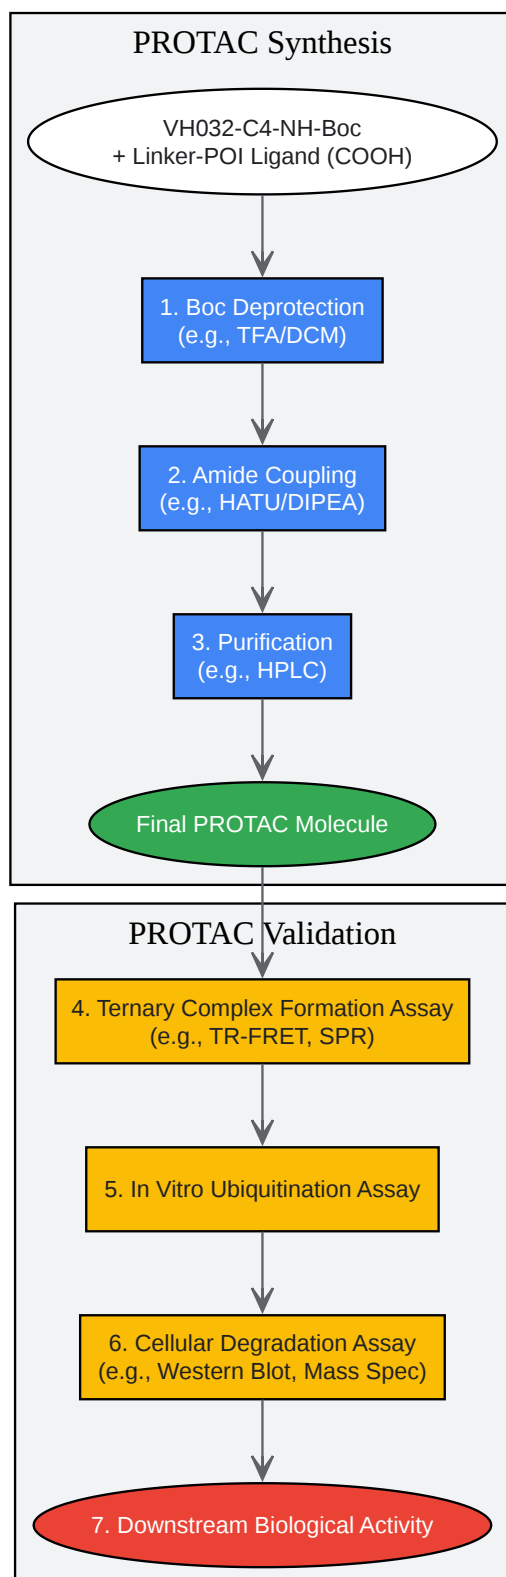 PROTAC Synthesis
VH032-C4-NH-Boc
+ Linker-POI Ligand (COOH)
1. Boc Deprotection
(e.g., TFA/DCM)
2. Amide Coupling
(e.g., HATU/DIPEA)
3. Purification
(e.g., HPLC)
Final PROTAC Molecule
PROTAC Validation
4. Ternary Complex Formation Assay
(e.g., TR-FRET, SPR)
5. In Vitro Ubiquitination Assay
6. Cellular Degradation Assay
(e.g., Western Blot, Mass Spec)
7. Downstream Biological Activity